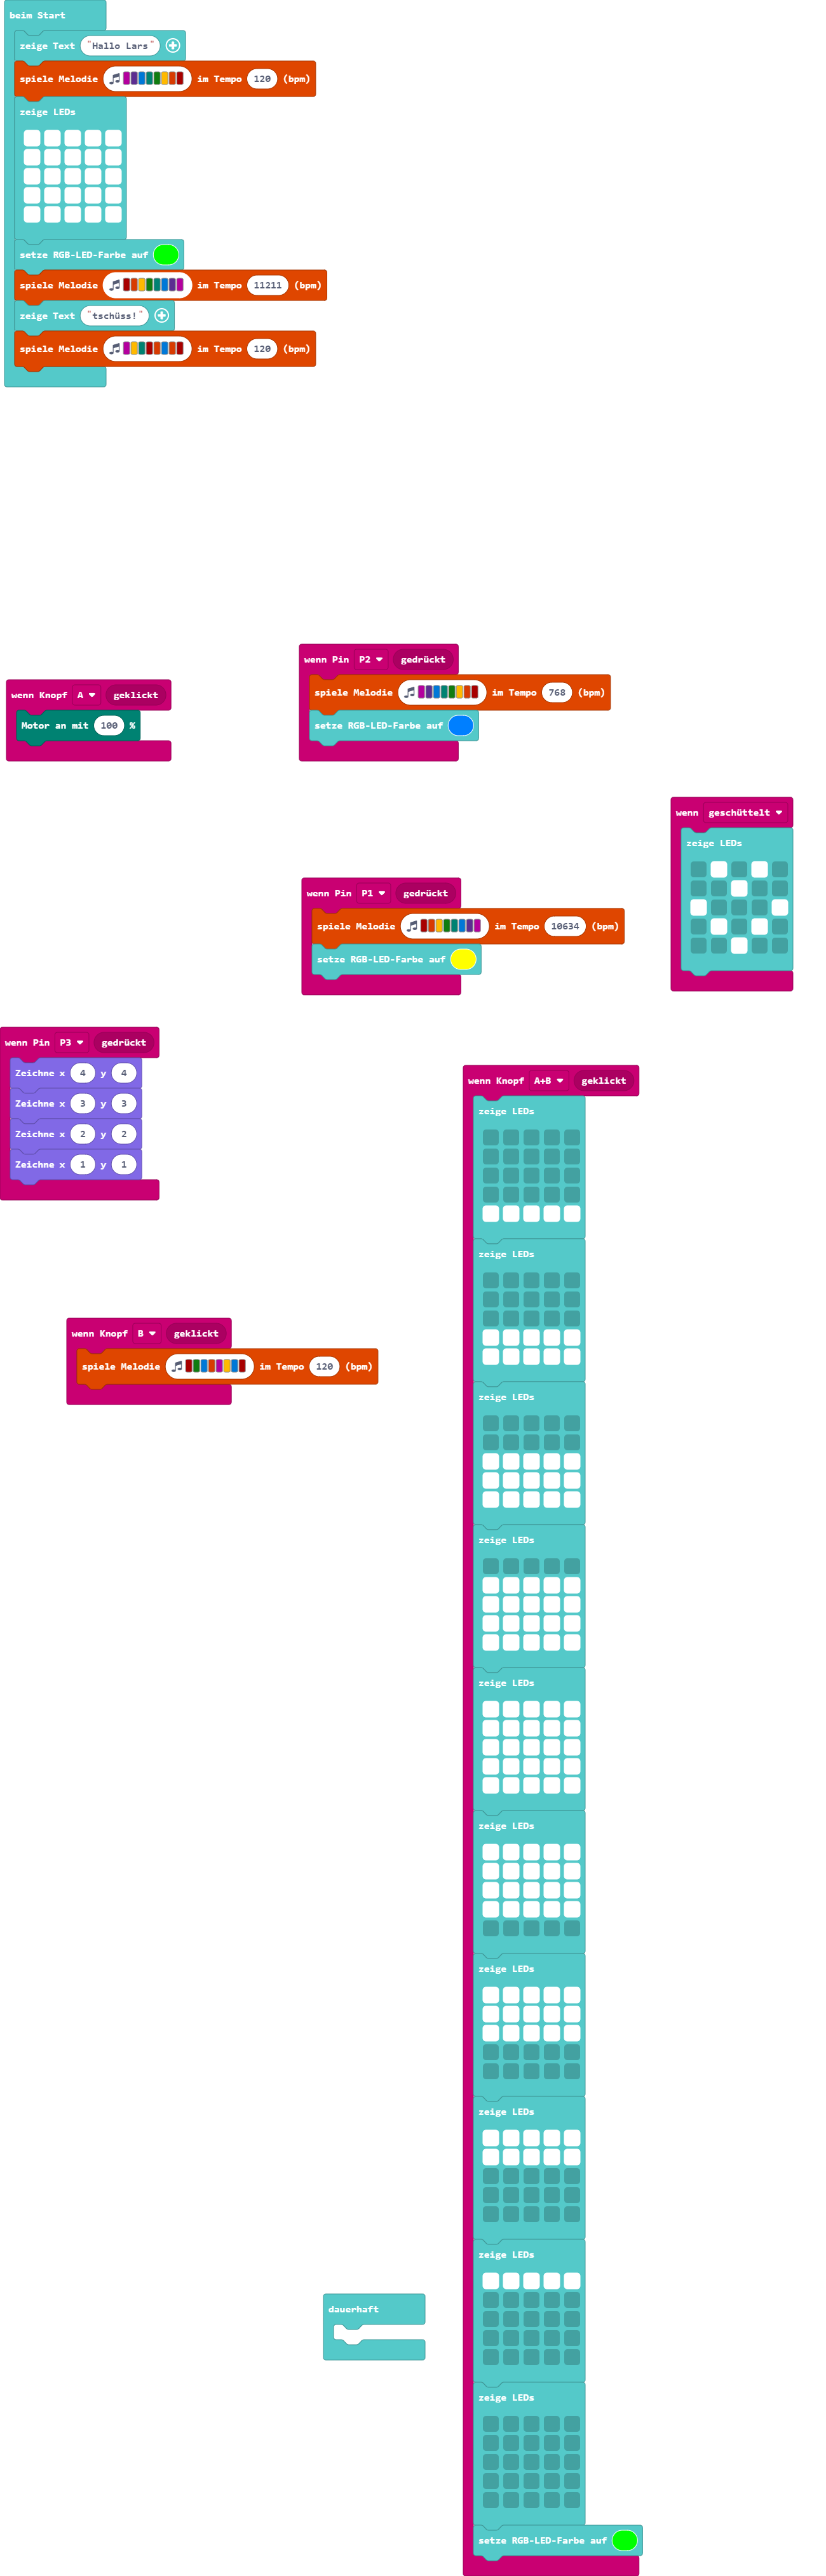 beim Start
zeige Text "Hallo Lars"
spiele Melodie im Tempo 120 (bpm)
zeige LEDs
setze RGB-LED-Farbe auf
spiele Melodie im Tempo 11211 (bpm)
zeige Text "tschüss!"
spiele Melodie im Tempo 120 (bpm)
wenn Knopf A geklickt
Motor an mit 100 %
wenn Pin P2 gedrückt
spiele Melodie im Tempo 768 (bpm)
setze RGB-LED-Farbe auf
wenn geschüttelt
zeige LEDs
wenn Pin P1 gedrückt
spiele Melodie im Tempo 10634 (bpm)
setze RGB-LED-Farbe auf
wenn Pin P3 gedrückt
Zeichne x 4 y 4
Zeichne x 3 y 3
Zeichne x 2 y 2
Zeichne x 1 y 1
wenn Knopf B geklickt
spiele Melodie im Tempo 120 (bpm)
wenn Knopf A+B geklickt
zeige LEDs
zeige LEDs
zeige LEDs
zeige LEDs
zeige LEDs
zeige LEDs
zeige LEDs
zeige LEDs
zeige LEDs
zeige LEDs
setze RGB-LED-Farbe auf
dauerhaft